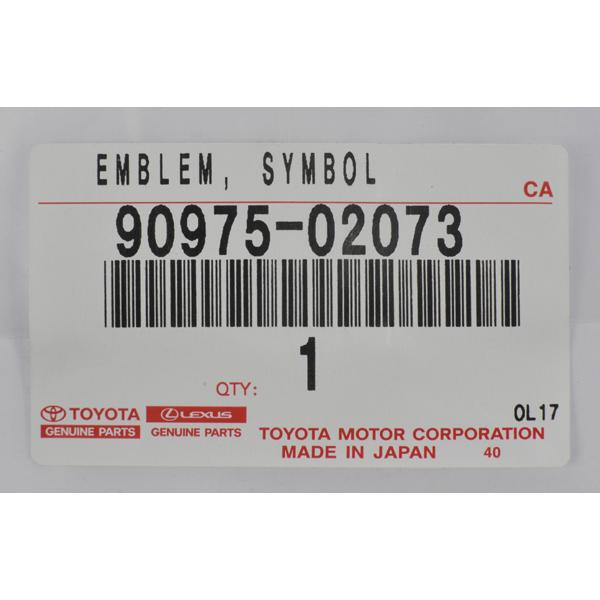 EMBLEM, SYMBOL
CA
90975-02073
QTY: 1
OL17
TOYOTA LEXUS
GENUINE PARTS GENUINE PARTS
TOYOTA MOTOR CORPORATION
MADE IN JAPAN 40